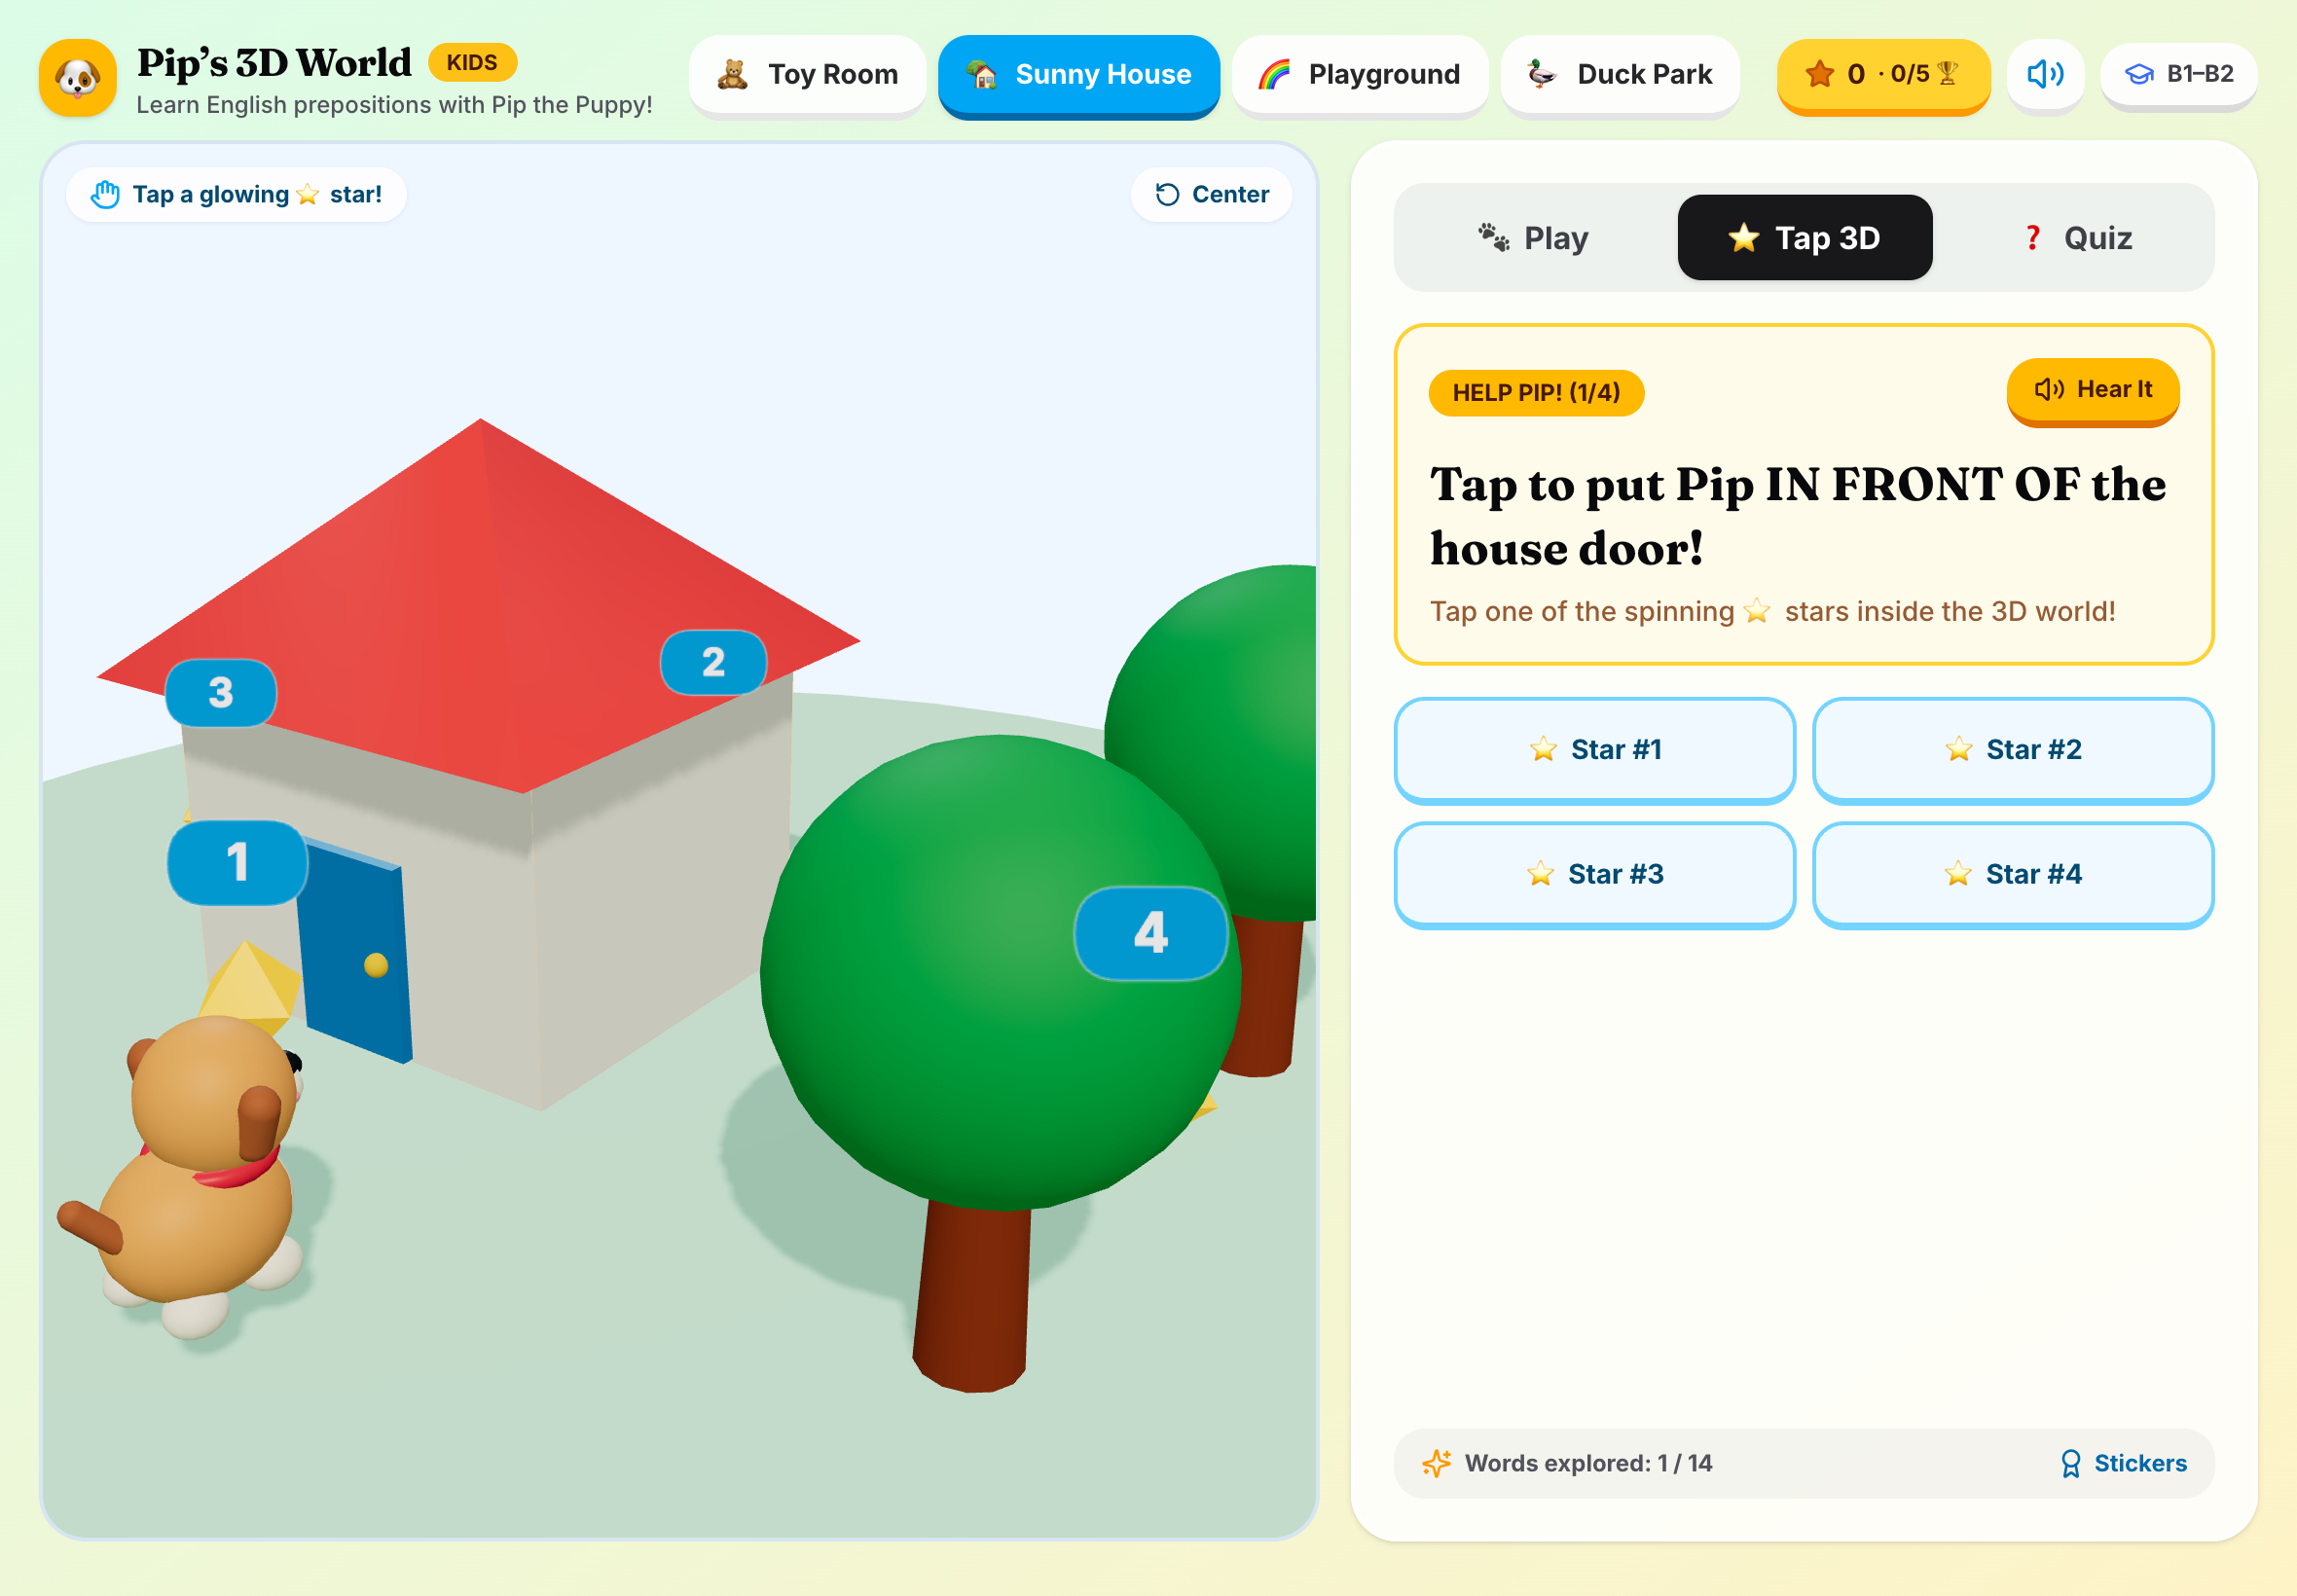 Pip's 3D World KIDS
Learn English prepositions with Pip the Puppy!
Toy Room
Sunny House
Playground
Duck Park
0 · 0/5
B1–B2
Tap a glowing star!
Center
3
2
1
4
Play
Tap 3D
Quiz
HELP PIP! (1/4)
Hear It
Tap to put Pip IN FRONT OF the
house door!
Tap one of the spinning stars inside the 3D world!
Star #1
Star #2
Star #3
Star #4
Words explored: 1 / 14
Stickers